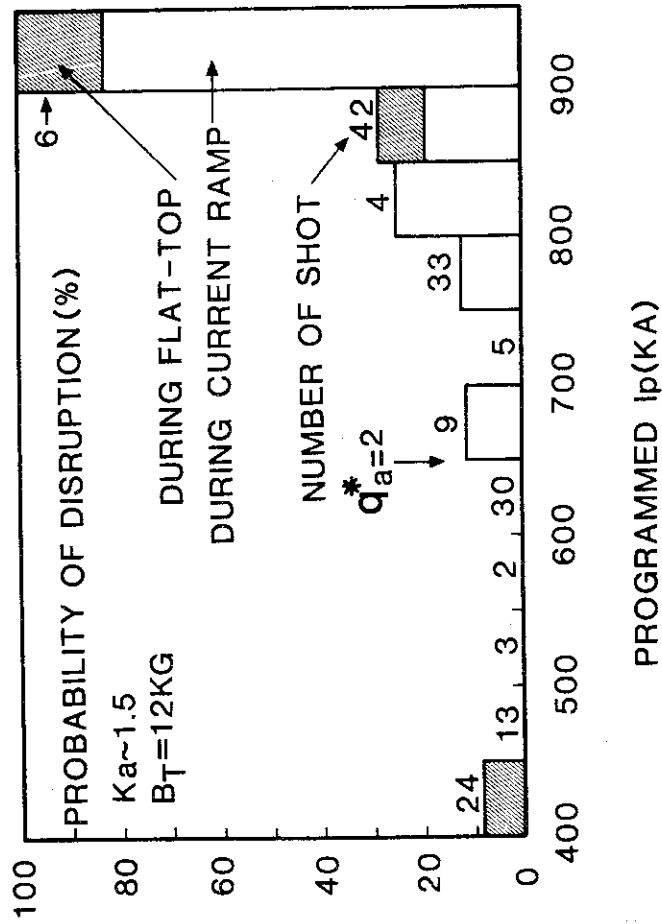 PROBABILITY OF DISRUPTION(%)
Ka~1.5
BT=12KG
6→
DURING FLAT-TOP
DURING CURRENT RAMP
NUMBER OF SHOT
q*a=2
100
80
60
40
20
0
24
13
3
2
30
9
5
33
4
42
400
500
600
700
800
900
PROGRAMMED Ip(KA)